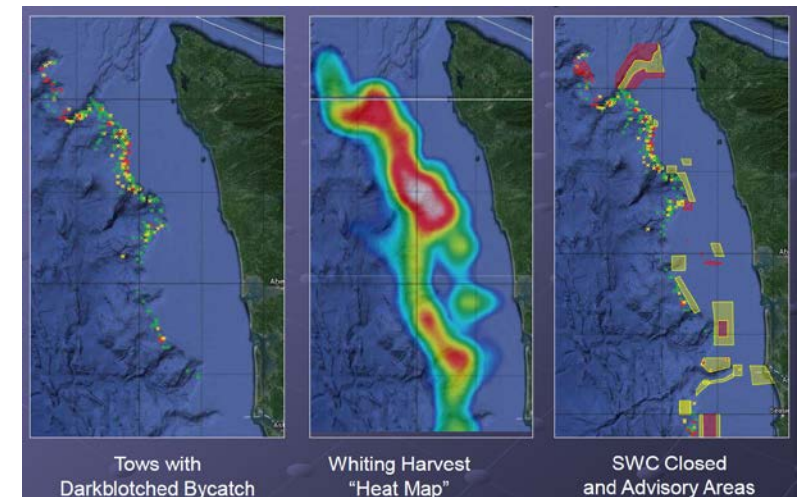 Tows with
Darkblotched Bycatch
Whiting Harvest
"Heat Map"
SWC Closed
and Advisory Areas